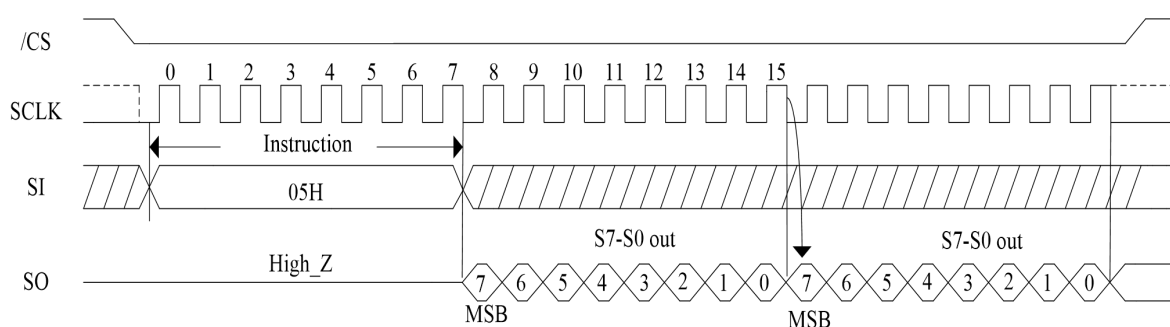 /CS
0 1 2 3 4 5 6 7 8 9 10 11 12 13 14 15
SCLK
Instruction
SI
05H
S7-S0 out
S7-S0 out
High_Z
SO
7 6 5 4 3 2 1 0 7 6 5 4 3 2 1 0
MSB
MSB